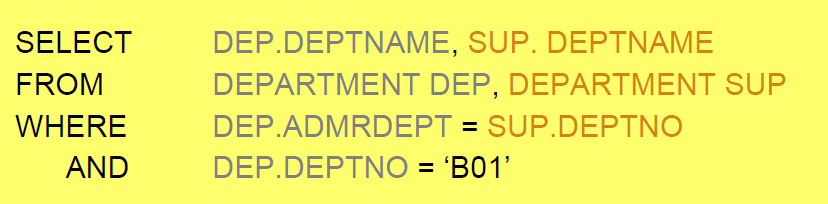 SELECT DEP.DEPTNAME, SUP. DEPTNAME
FROM DEPARTMENT DEP, DEPARTMENT SUP
WHERE DEP.ADMRDEPT = SUP.DEPTNO
AND DEP.DEPTNO = ‘B01’